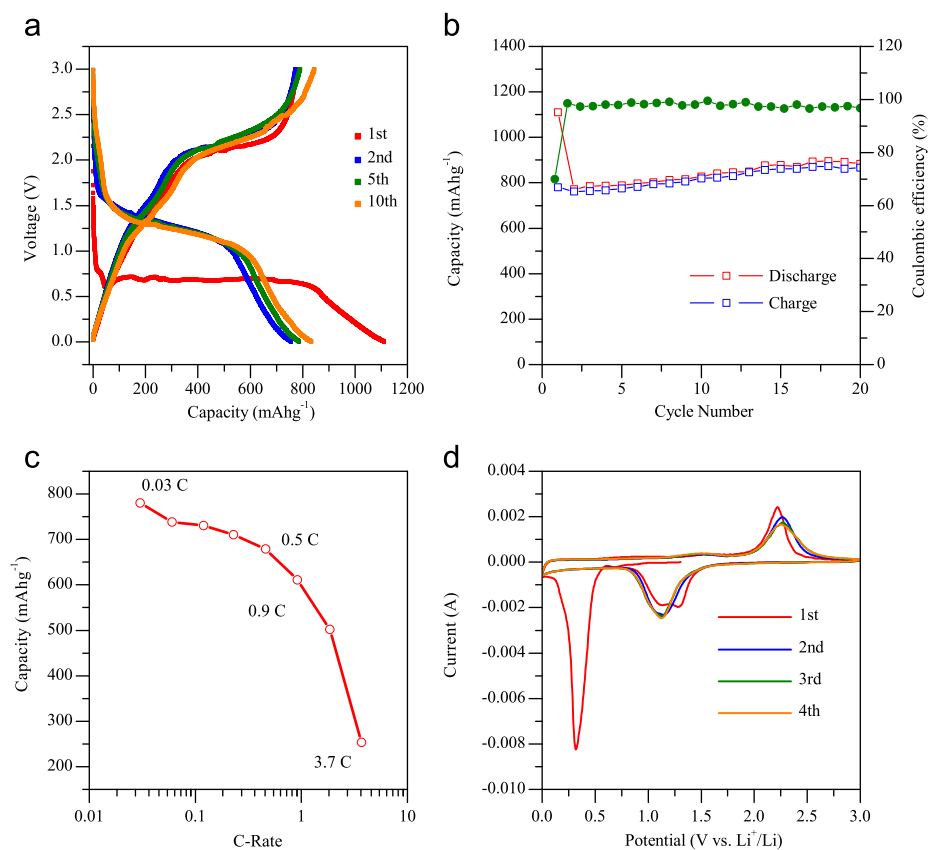 a
3.0
2.5
2.0
1.5
1.0
0.5
0.0
Voltage (V)
1st
2nd
5th
10th
0
200
400
600
800
1000
1200
Capacity (mAhg⁻¹)
b
1400
1200
1100
1000
800
600
400
200
0
Capacity (mAhg⁻¹)
120
100
80
60
40
20
0
Coulombic efficiency (%)
Discharge
Charge
0
5
10
15
20
Cycle Number
c
800
700
600
500
400
300
200
Capacity (mAhg⁻¹)
0.03 C
0.5 C
0.9 C
3.7 C
0.01
0.1
1
10
C-Rate
d
0.004
0.002
0.000
-0.002
-0.004
-0.006
-0.008
-0.010
Current (A)
1st
2nd
3rd
4th
0.0
0.5
1.0
1.5
2.0
2.5
3.0
Potential (V vs. Li⁺/Li)